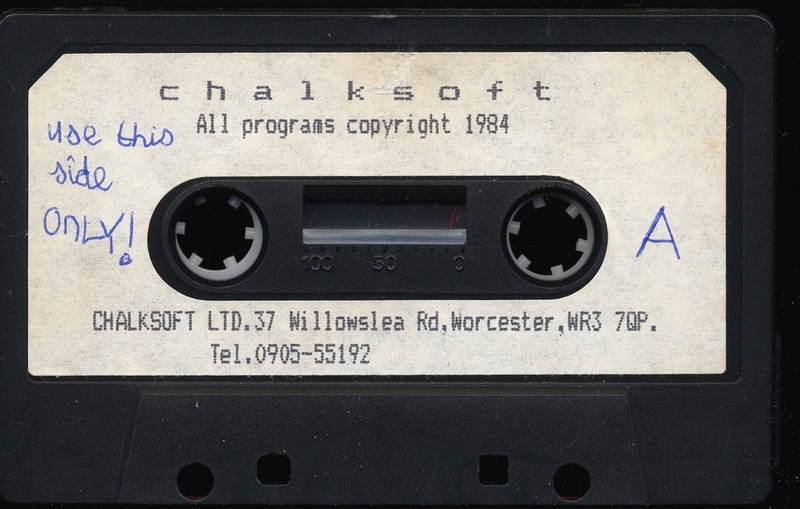 chalksoft
All programs copyright 1984
use this
side
ONLY!
A
100 50 0
CHALKSOFT LTD.37 Willowslea Rd,Worcester,WR3 7QP.
Tel.0905-55192